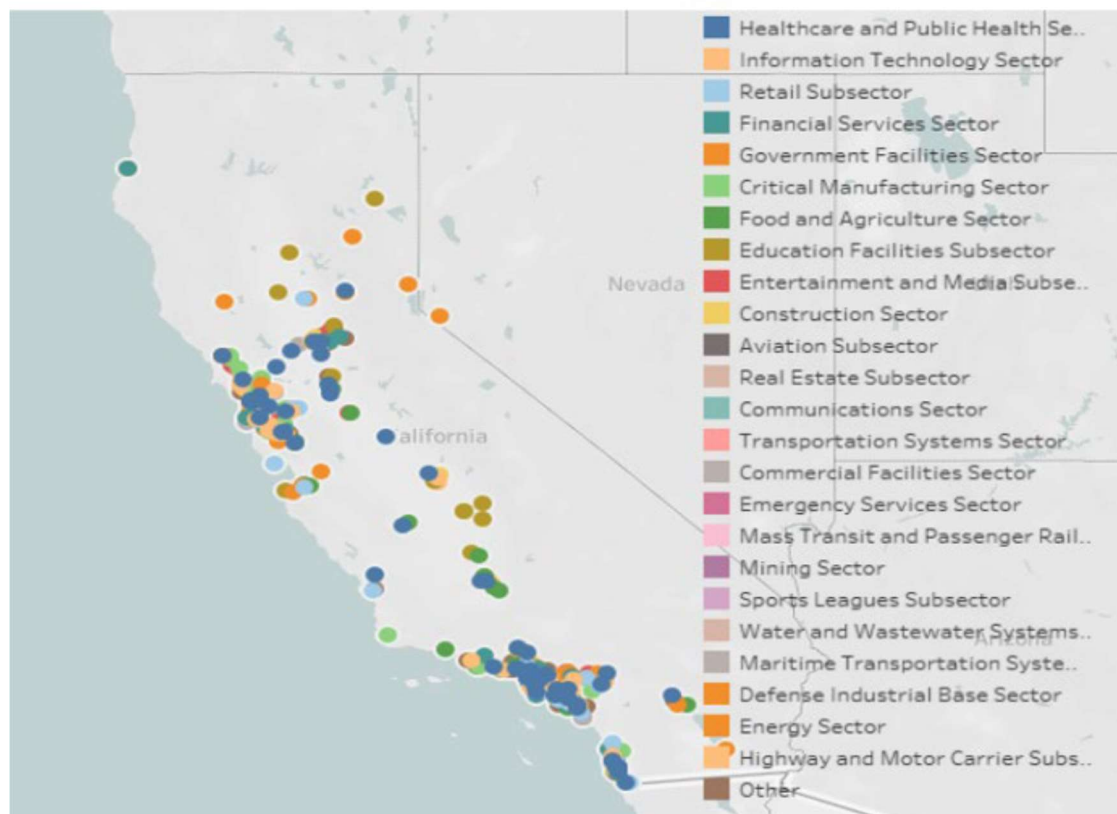 Healthcare and Public Health Se..
Information Technology Sector
Retail Subsector
Financial Services Sector
Government Facilities Sector
Critical Manufacturing Sector
Food and Agriculture Sector
Education Facilities Subsector
Entertainment and Media Subse..
Construction Sector
Aviation Subsector
Real Estate Subsector
Communications Sector
Transportation Systems Sector
Commercial Facilities Sector
Emergency Services Sector
Mass Transit and Passenger Rail..
Mining Sector
Sports Leagues Subsector
Water and Wastewater Systems..
Maritime Transportation Syste..
Defense Industrial Base Sector
Energy Sector
Highway and Motor Carrier Subs..
Other
Nevada
alifornia
Arizona